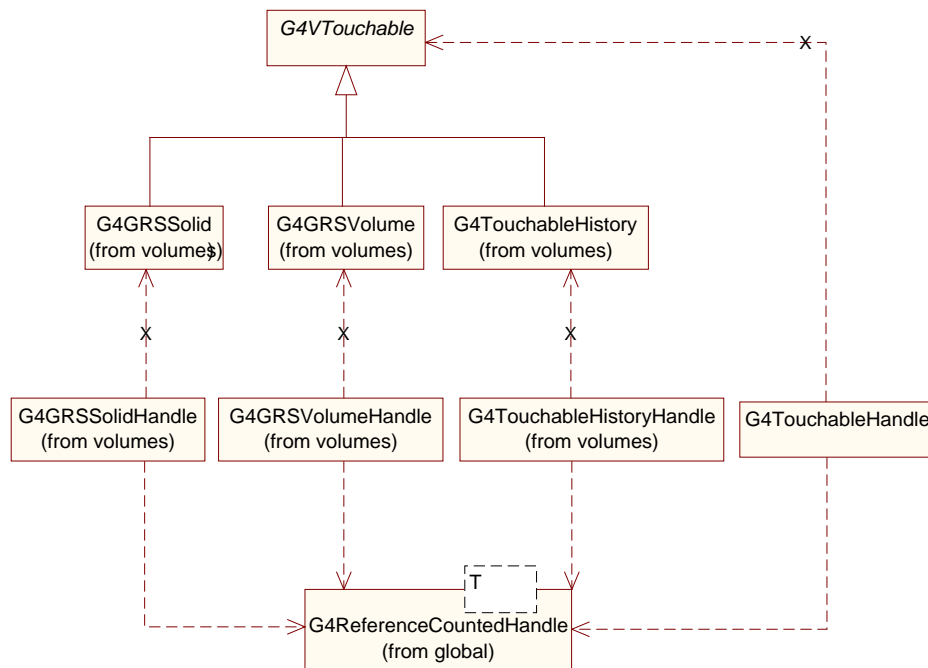 G4VTouchable
X
G4GRSSolid
(from volumes)
s)
G4GRSVolume
(from volumes)
G4TouchableHistory
(from volumes)
X
X
X
G4GRSSolidHandle
(from volumes)
G4GRSVolumeHandle
(from volumes)
G4TouchableHistoryHandle
(from volumes)
G4TouchableHandle
T
G4ReferenceCountedHandle
(from global)